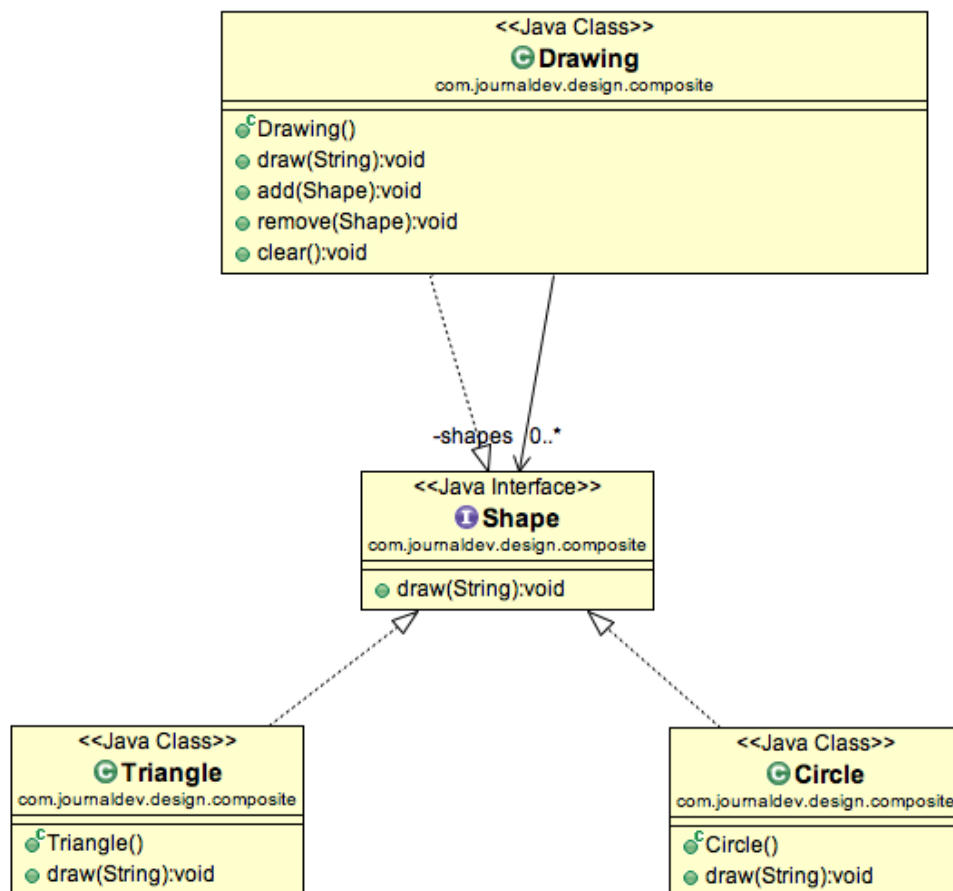 <<Java Class>>
Drawing
com.journaldev.design.composite
Drawing()
draw(String):void
add(Shape):void
remove(Shape):void
clear():void
-shapes 0..*
<<Java Interface>>
Shape
com.journaldev.design.composite
draw(String):void
<<Java Class>>
Triangle
com.journaldev.design.composite
Triangle()
draw(String):void
<<Java Class>>
Circle
com.journaldev.design.composite
Circle()
draw(String):void